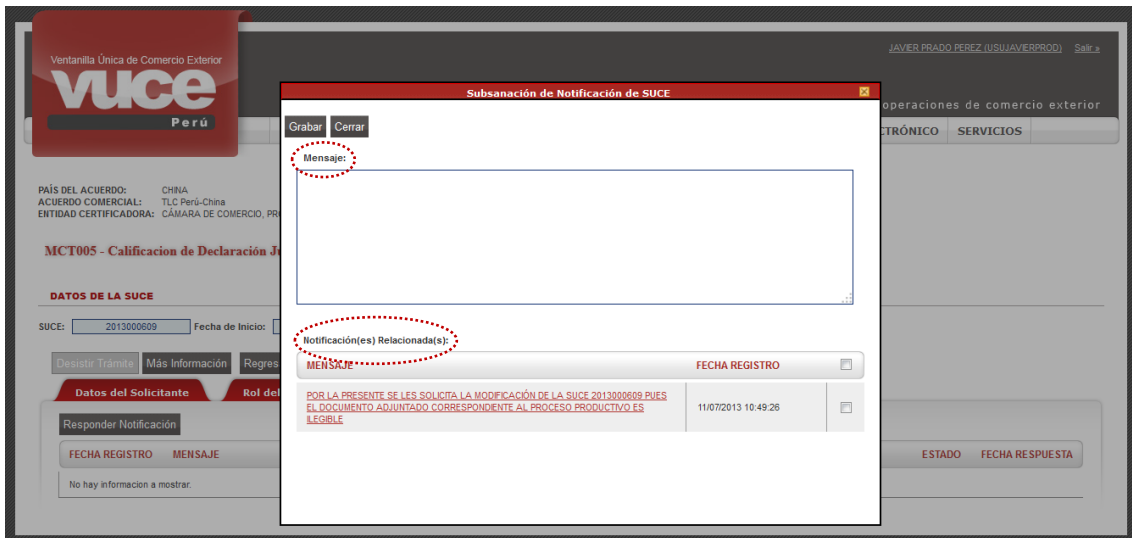 Ventanilla Única de Comercio Exterior
vuce
Perú
JAVIER PRADO PEREZ (USUJAVIERPROD) Salir »
operaciones de comercio exterior
CTRÓNICO SERVICIOS
PAÍS DEL ACUERDO: CHINA
ACUERDO COMERCIAL: TLC Perú-China
ENTIDAD CERTIFICADORA: CÁMARA DE COMERCIO, PR
MCT005 - Calificacion de Declaración Ju
DATOS DE LA SUCE
SUCE: 2013000609 Fecha de Inicio:
Desistir Trámite Más Información Regres
Datos del Solicitante Rol del
Responder Notificación
FECHA REGISTRO MENSAJE ESTADO FECHA RESPUESTA
No hay informacion a mostrar.
Subsanación de Notificación de SUCE
Grabar Cerrar
Mensaje:
Notificación(es) Relacionada(s):
MENSAJE FECHA REGISTRO
POR LA PRESENTE SE LES SOLICITA LA MODIFICACIÓN DE LA SUCE 2013000609 PUES
EL DOCUMENTO ADJUNTADO CORRESPONDIENTE AL PROCESO PRODUCTIVO ES
ILEGIBLE
11/07/2013 10:49:26